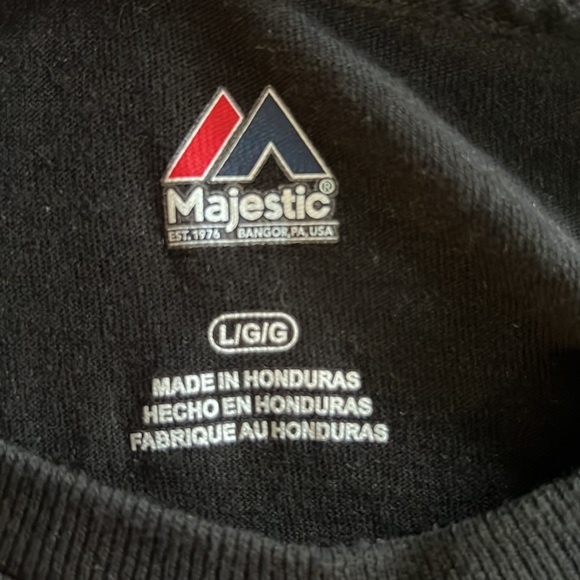 Majestic®
EST. 1976 BANGOR, PA, USA
L/G/G
MADE IN HONDURAS
HECHO EN HONDURAS
FABRIQUE AU HONDURAS